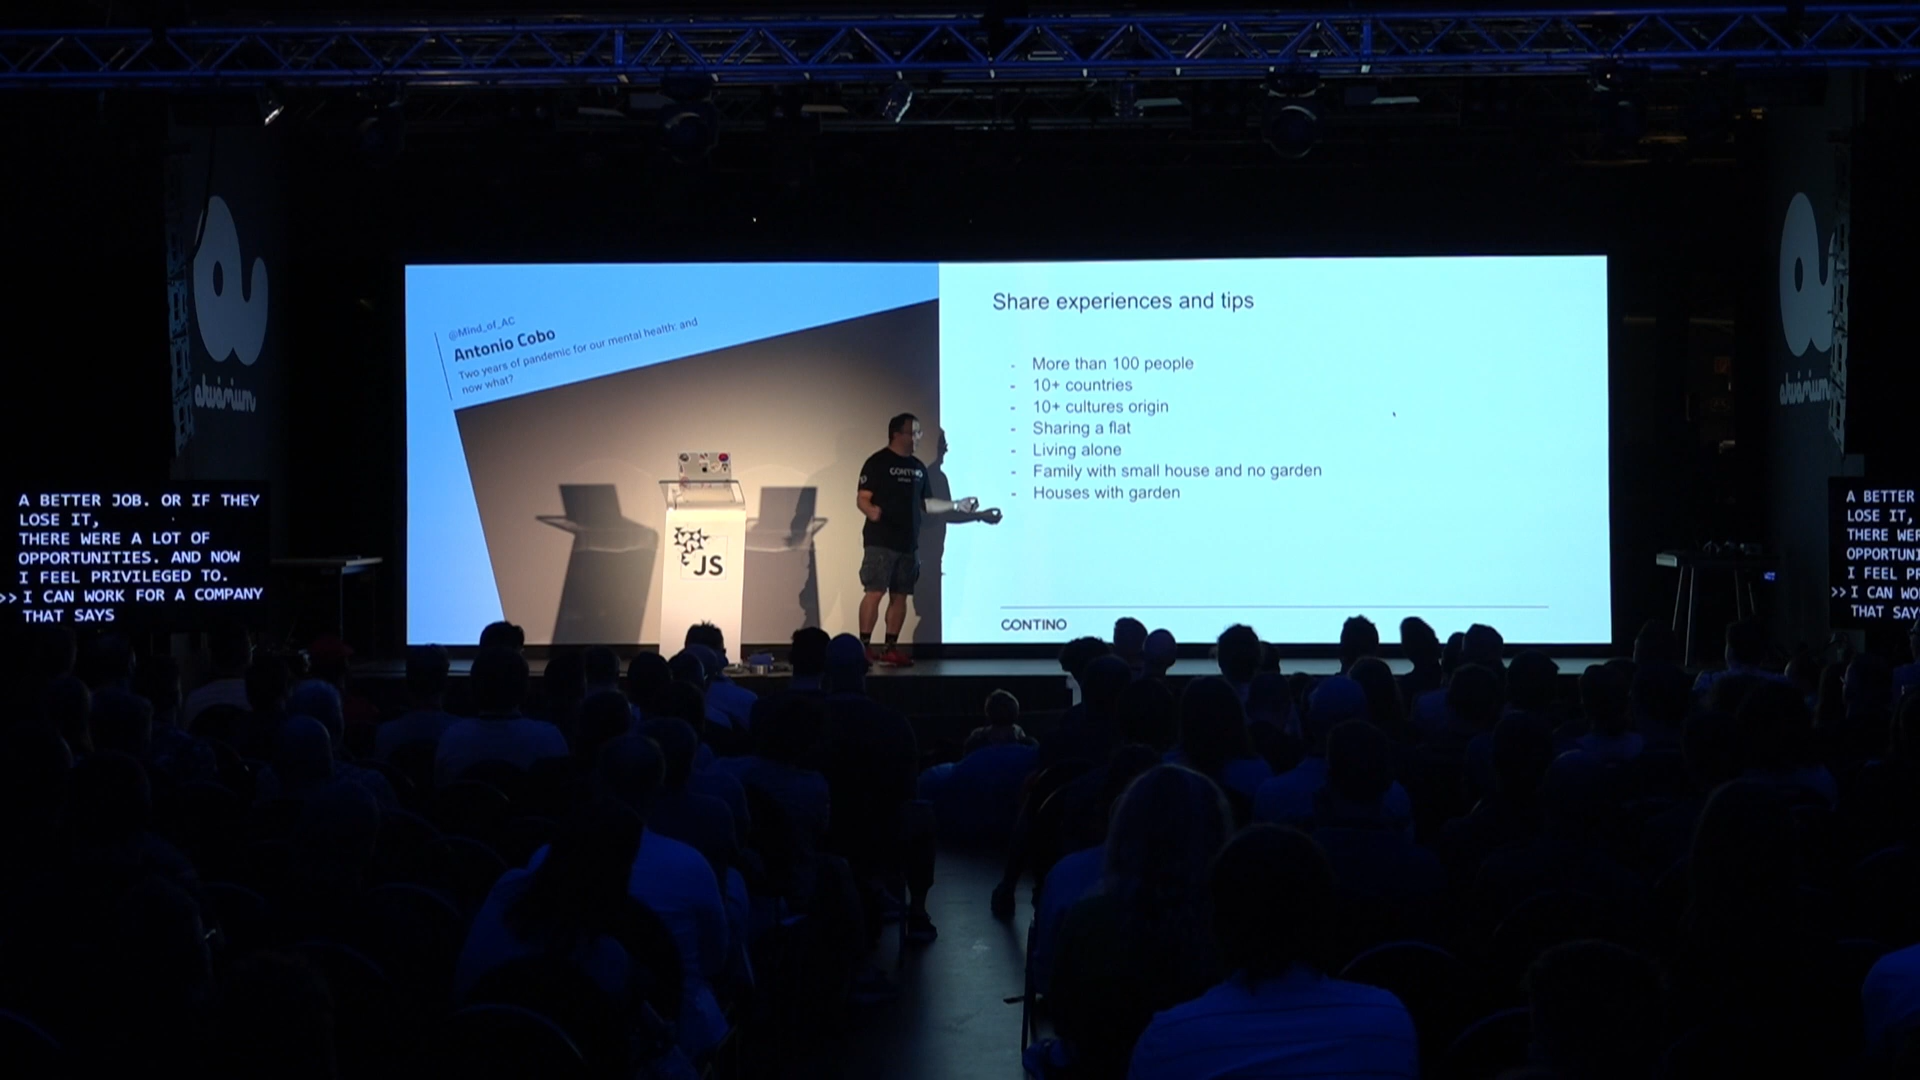 @Mind_of_AC
Antonio Cobo
Two years of pandemic for our mental health: and
now what?
Share experiences and tips
- More than 100 people
- 10+ countries
- 10+ cultures origin
- Sharing a flat
- Living alone
- Family with small house and no garden
- Houses with garden
CONTINO
CONTINO
JS
akvárium
akvárium
A BETTER JOB. OR IF THEY
LOSE IT,
THERE WERE A LOT OF
OPPORTUNITIES. AND NOW
I FEEL PRIVILEGED TO.
>> I CAN WORK FOR A COMPANY
THAT SAYS
A BETTER
LOSE IT,
THERE WER
OPPORTUNI
I FEEL PR
>> I CAN WO
THAT SAY